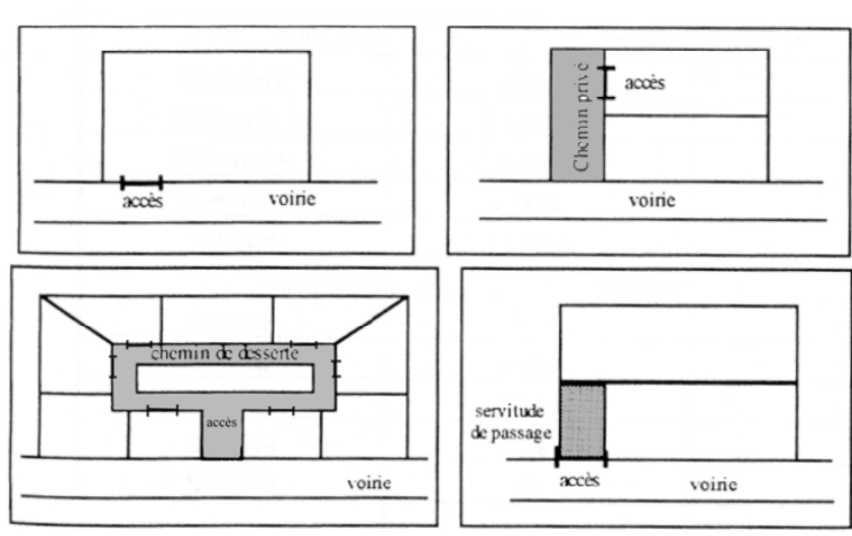 accès
voirie
Chemin privé
accès
voirie
chemin de desserte
accès
voirie
servitude
de passage
accès
voirie